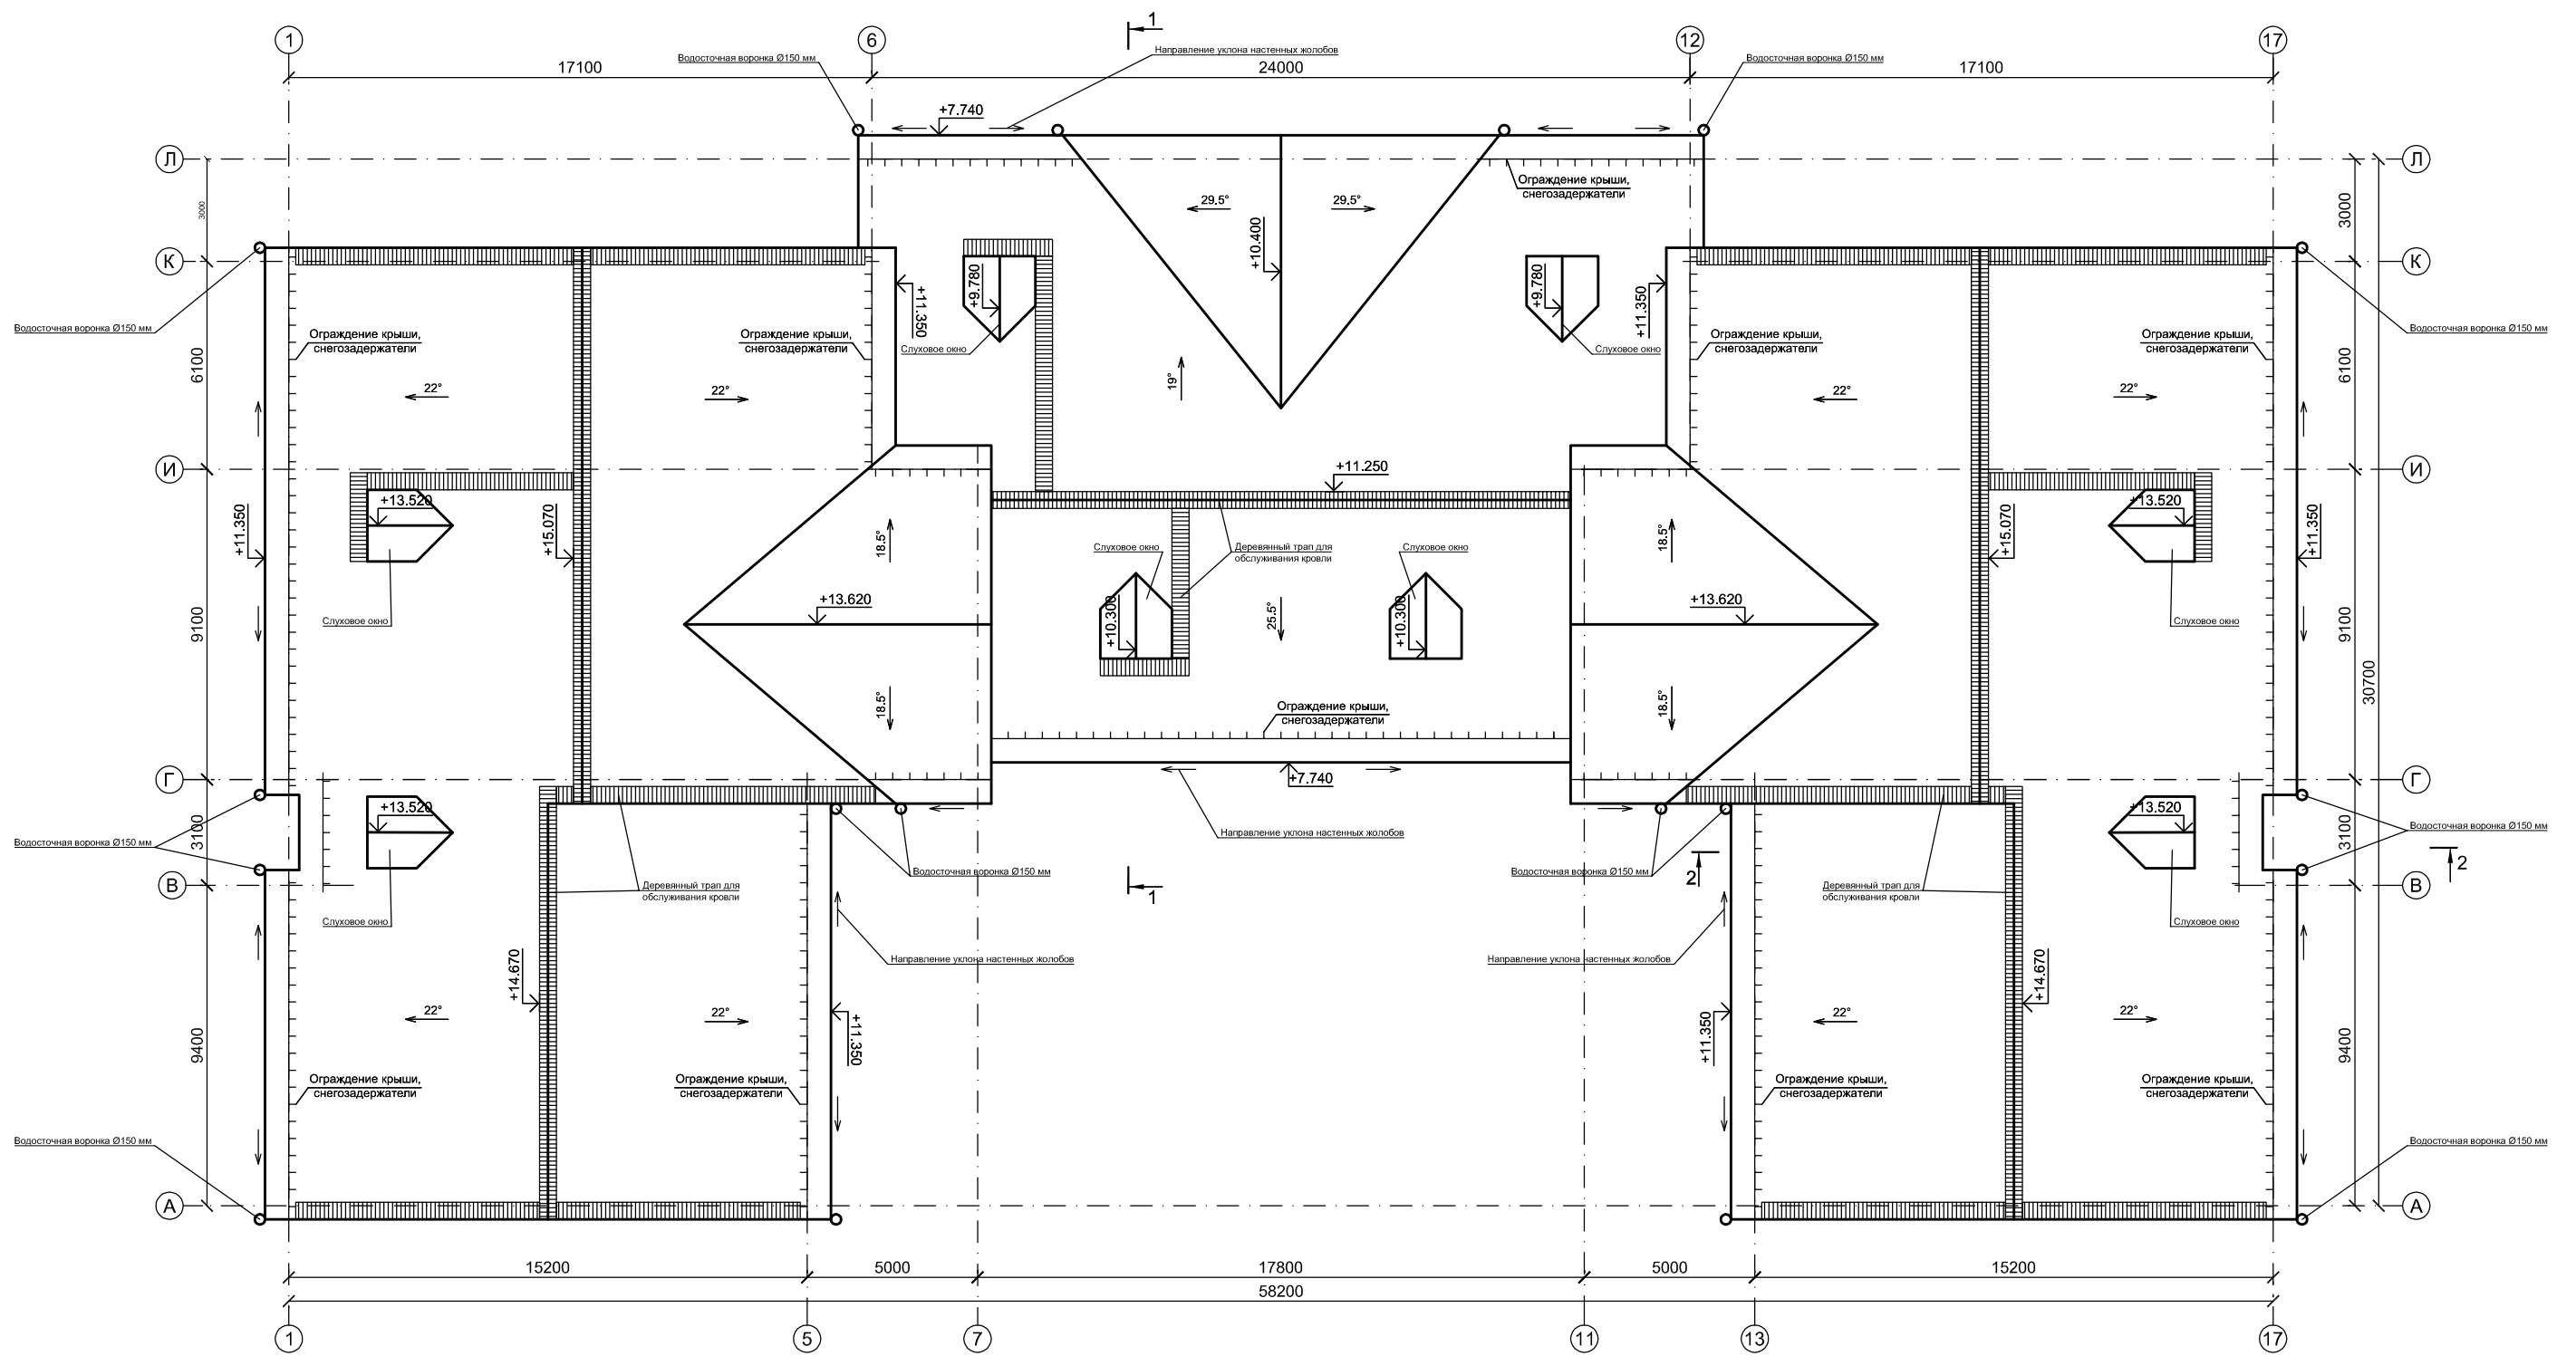 1
1
6
12
17
Водосточная воронка Ø150 мм
Направление уклона настенных жолобов
Водосточная воронка Ø150 мм
17100
24000
17100
+7.740
Л
Л
Ограждение крыши,
снегозадержатели
29.5°
29.5°
3000
3000
+10.400
К
К
+9.780
+9.780
+11.350
+11.350
Водосточная воронка Ø150 мм
Водосточная воронка Ø150 мм
Ограждение крыши,
снегозадержатели
Ограждение крыши,
снегозадержатели
Ограждение крыши,
снегозадержатели
Ограждение крыши,
снегозадержатели
Слуховое окно
Слуховое окно
6100
6100
19°
22°
22°
22°
22°
И
И
+11.250
+13.520
+13.520
+11.350
+15.070
+15.070
+11.350
18.5°
18.5°
Слуховое окно
Деревянный трап для
обслуживания кровли
Слуховое окно
+13.620
+13.620
+10.300
+10.300
25.5°
Слуховое окно
Слуховое окно
9100
9100
30700
18.5°
18.5°
Ограждение крыши,
снегозадержатели
Г
Г
+7.740
+13.520
+13.520
Направление уклона настенных жолобов
Водосточная воронка Ø150 мм
Водосточная воронка Ø150 мм
3100
3100
В
В
Водосточная воронка Ø150 мм
Водосточная воронка Ø150 мм
2
2
1
Деревянный трап для
обслуживания кровли
Деревянный трап для
обслуживания кровли
Слуховое окно
Слуховое окно
Направление уклона настенных жолобов
Направление уклона настенных жолобов
+14.670
+14.670
22°
22°
22°
22°
+11.350
+11.350
9400
9400
Ограждение крыши,
снегозадержатели
Ограждение крыши,
снегозадержатели
Ограждение крыши,
снегозадержатели
Ограждение крыши,
снегозадержатели
Водосточная воронка Ø150 мм
Водосточная воронка Ø150 мм
А
А
15200
5000
17800
5000
15200
58200
1
5
7
11
13
17